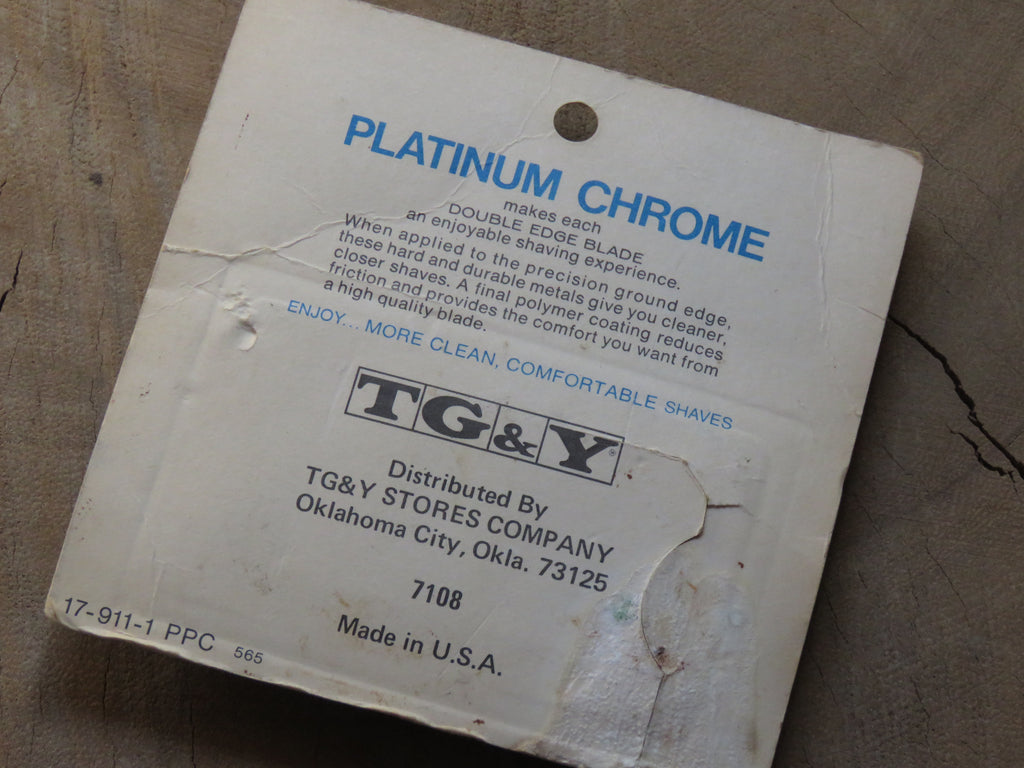 PLATINUM CHROME
makes each
DOUBLE EDGE BLADE
an enjoyable shaving experience.
When applied to the precision ground edge,
these hard and durable metals give you cleaner,
closer shaves. A final polymer coating reduces
friction and provides the comfort you want from
a high quality blade.
ENJOY... MORE CLEAN, COMFORTABLE SHAVES
TG&Y®
Distributed By
TG&Y STORES COMPANY
Oklahoma City, Okla. 73125
7108
Made in U.S.A.
17-911-1 PPC 565